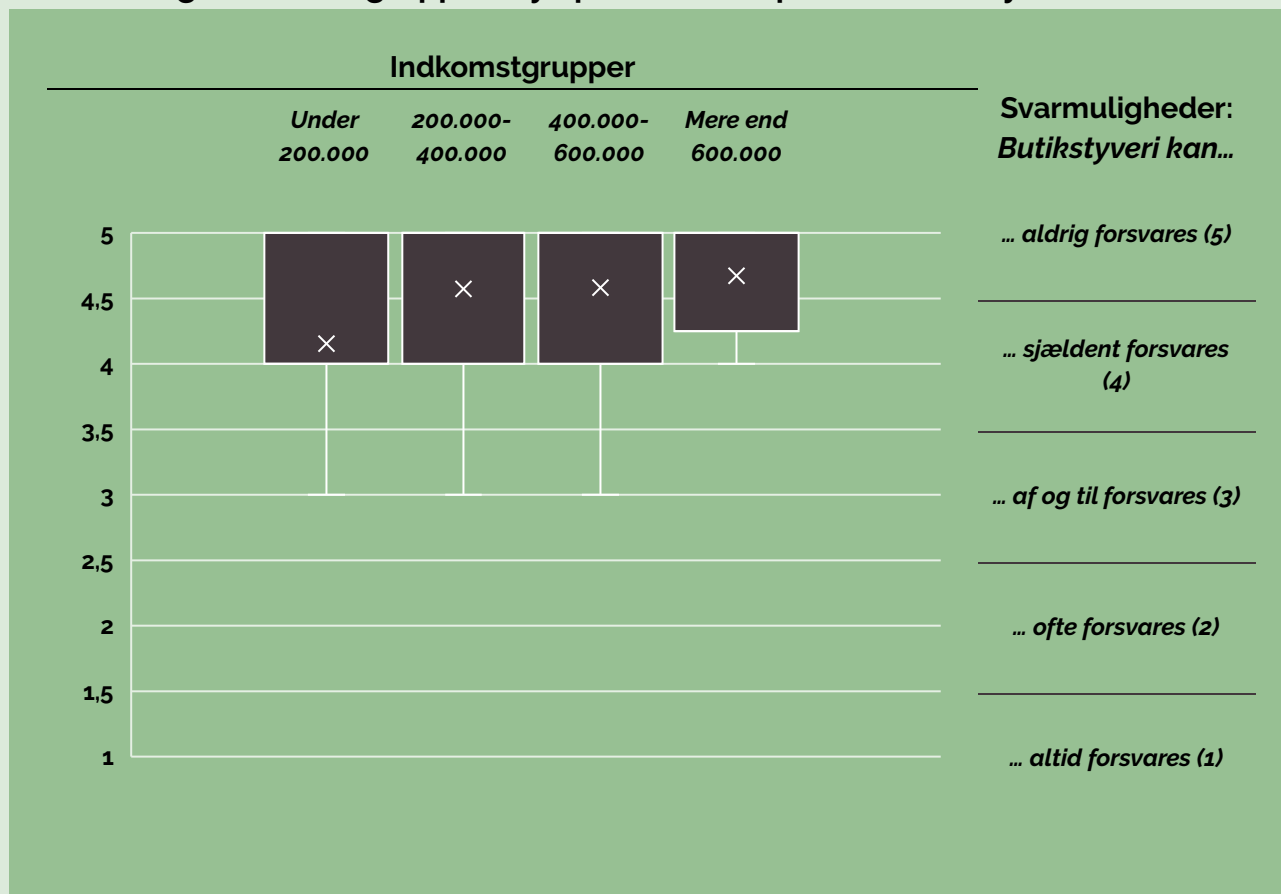 Indkomstgrupper
Under
200.000
200.000-
400.000
400.000-
600.000
Mere end
600.000
Svarmuligheder:
Butikstyveri kan...
5
4,5
4
3,5
3
2,5
2
1,5
1
... aldrig forsvares (5)
... sjældent forsvares
(4)
... af og til forsvares (3)
... ofte forsvares (2)
... altid forsvares (1)